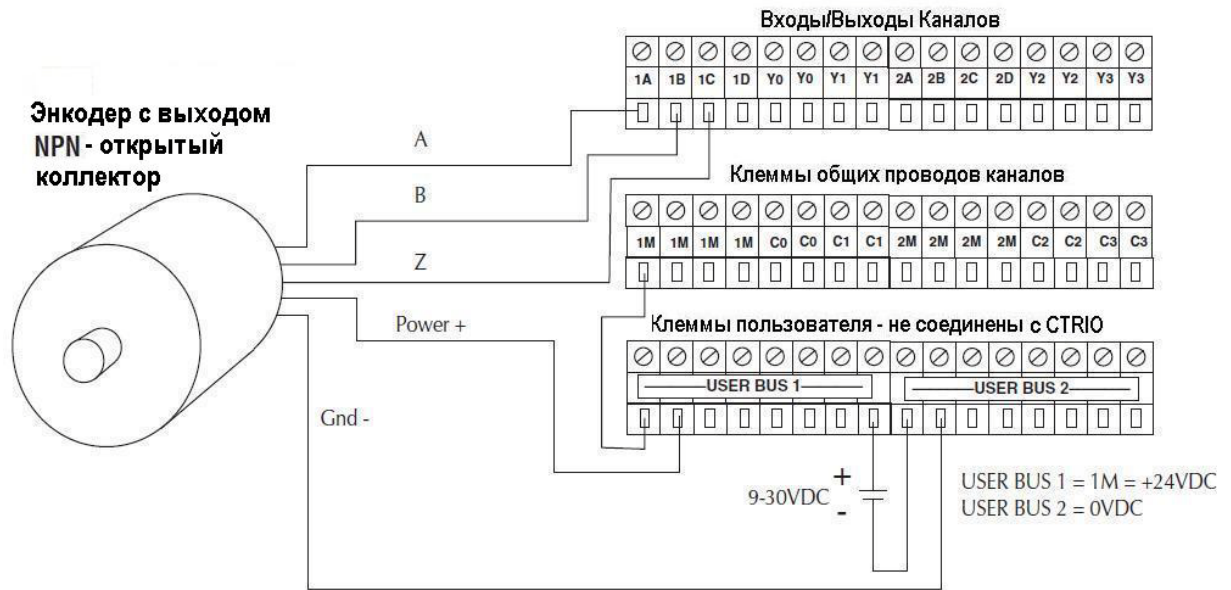 Входы/Выходы Каналов
1A 1B 1C 1D Y0 Y0 Y1 Y1 2A 2B 2C 2D Y2 Y2 Y3 Y3
Энкодер с выходом
NPN - открытый
коллектор
A
Клеммы общих проводов каналов
B
1M 1M 1M 1M C0 C0 C1 C1 2M 2M 2M 2M C2 C2 C3 C3
Z
Power +
Клеммы пользователя - не соединены с CTRIO
USER BUS 1 USER BUS 2
Gnd -
9-30VDC + -
USER BUS 1 = 1M = +24VDC
USER BUS 2 = 0VDC